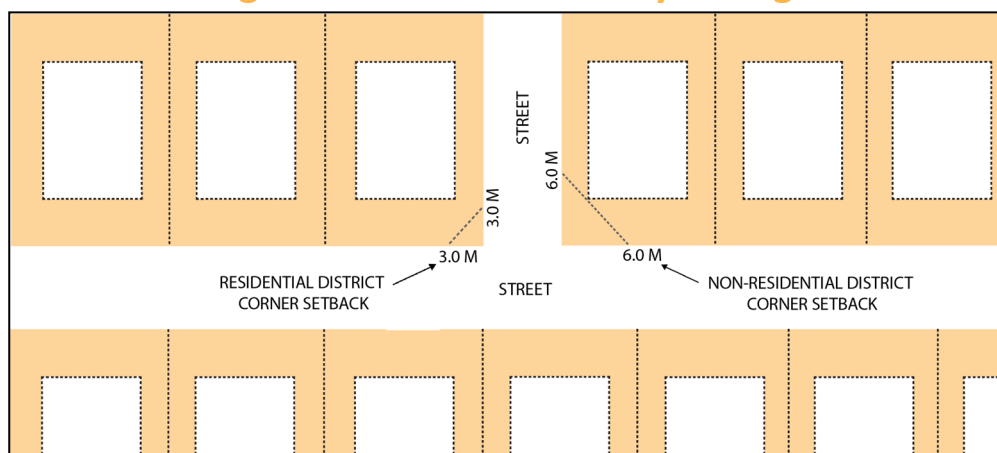 STREET
6.0 M
3.0 M
3.0 M
6.0 M
RESIDENTIAL DISTRICT
CORNER SETBACK
STREET
NON-RESIDENTIAL DISTRICT
CORNER SETBACK